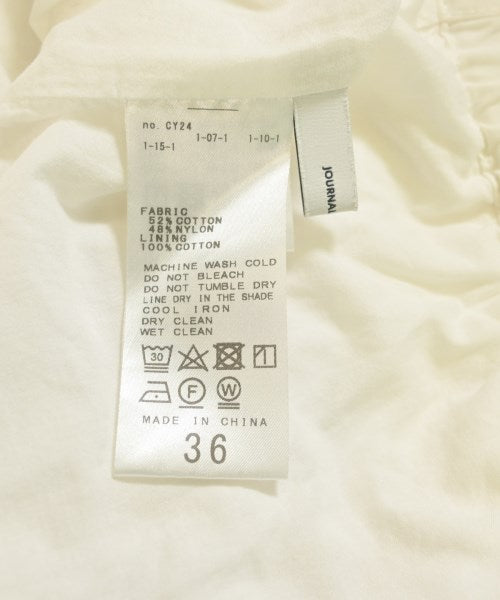 no. CY24
1-07-1 1-10-1
1-15-1
FABRIC
52% COTTON
48% NYLON
LINING
100% COTTON
MACHINE WASH COLD
DO NOT BLEACH
DO NOT TUMBLE DRY
LINE DRY IN THE SHADE
COOL IRON
DRY CLEAN
WET CLEAN
30
F W
MADE IN CHINA
36
JOURNAL